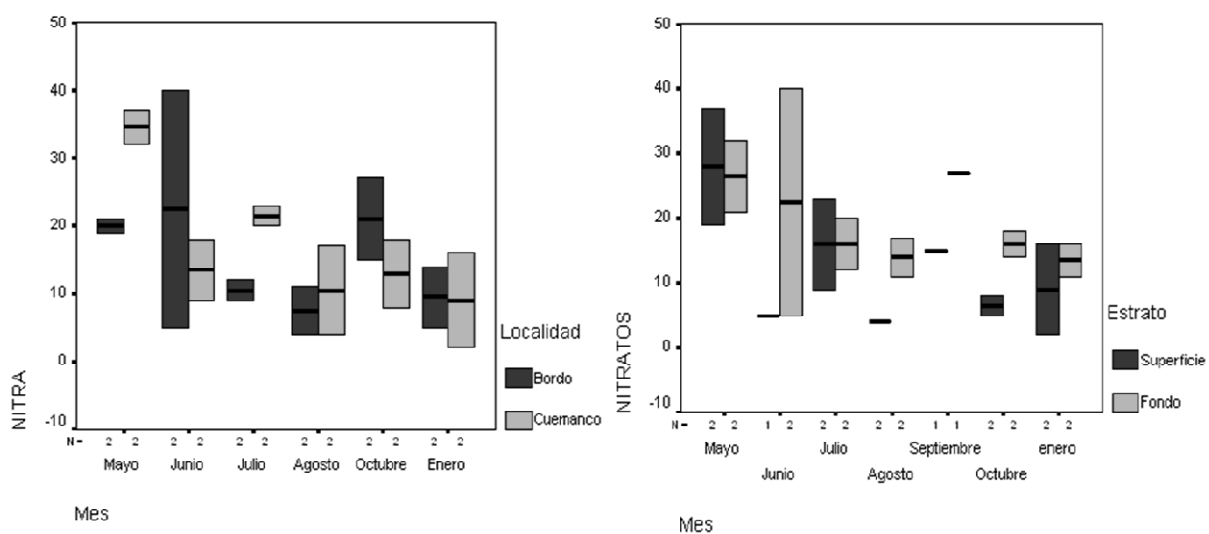 50
40
30
20
10
0
-10
NITRA
N= 2 2 2 2 2 2 2 2 2 2 2 2
Mayo Junio Julio Agosto Octubre Enero
Mes
Localidad
Bordo
Cuemanco
50
40
30
20
10
0
-10
NITRATOS
N= 2 2 1 2 2 2 2 2 1 1 2 2 2 2
Mayo Julio Septiembre enero
Junio Agosto Octubre
Mes
Estrato
Superficie
Fondo